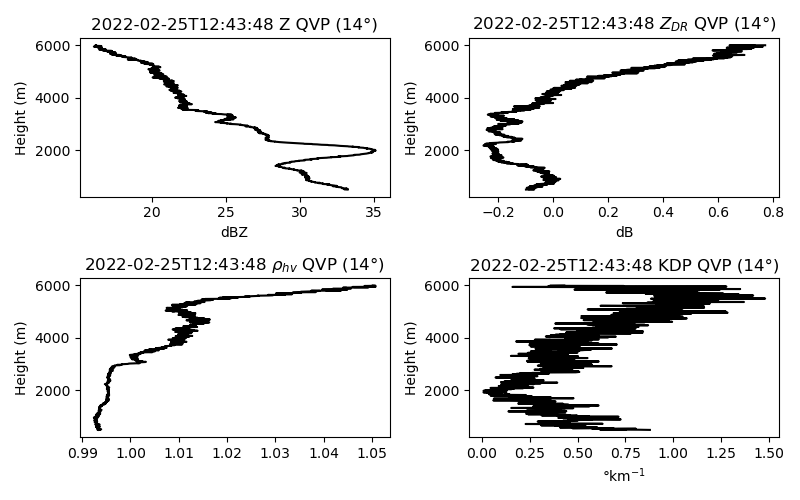 2022-02-25T12:43:48 Z QVP (14°)
6000
4000
2000
Height (m)
20 25 30 35
dBZ
2022-02-25T12:43:48 Z_DR QVP (14°)
6000
4000
2000
Height (m)
−0.2 0.0 0.2 0.4 0.6 0.8
dB
2022-02-25T12:43:48 ρ_hv QVP (14°)
6000
4000
2000
Height (m)
0.99 1.00 1.01 1.02 1.03 1.04 1.05
2022-02-25T12:43:48 KDP QVP (14°)
6000
4000
2000
Height (m)
0.00 0.25 0.50 0.75 1.00 1.25 1.50
°km⁻¹